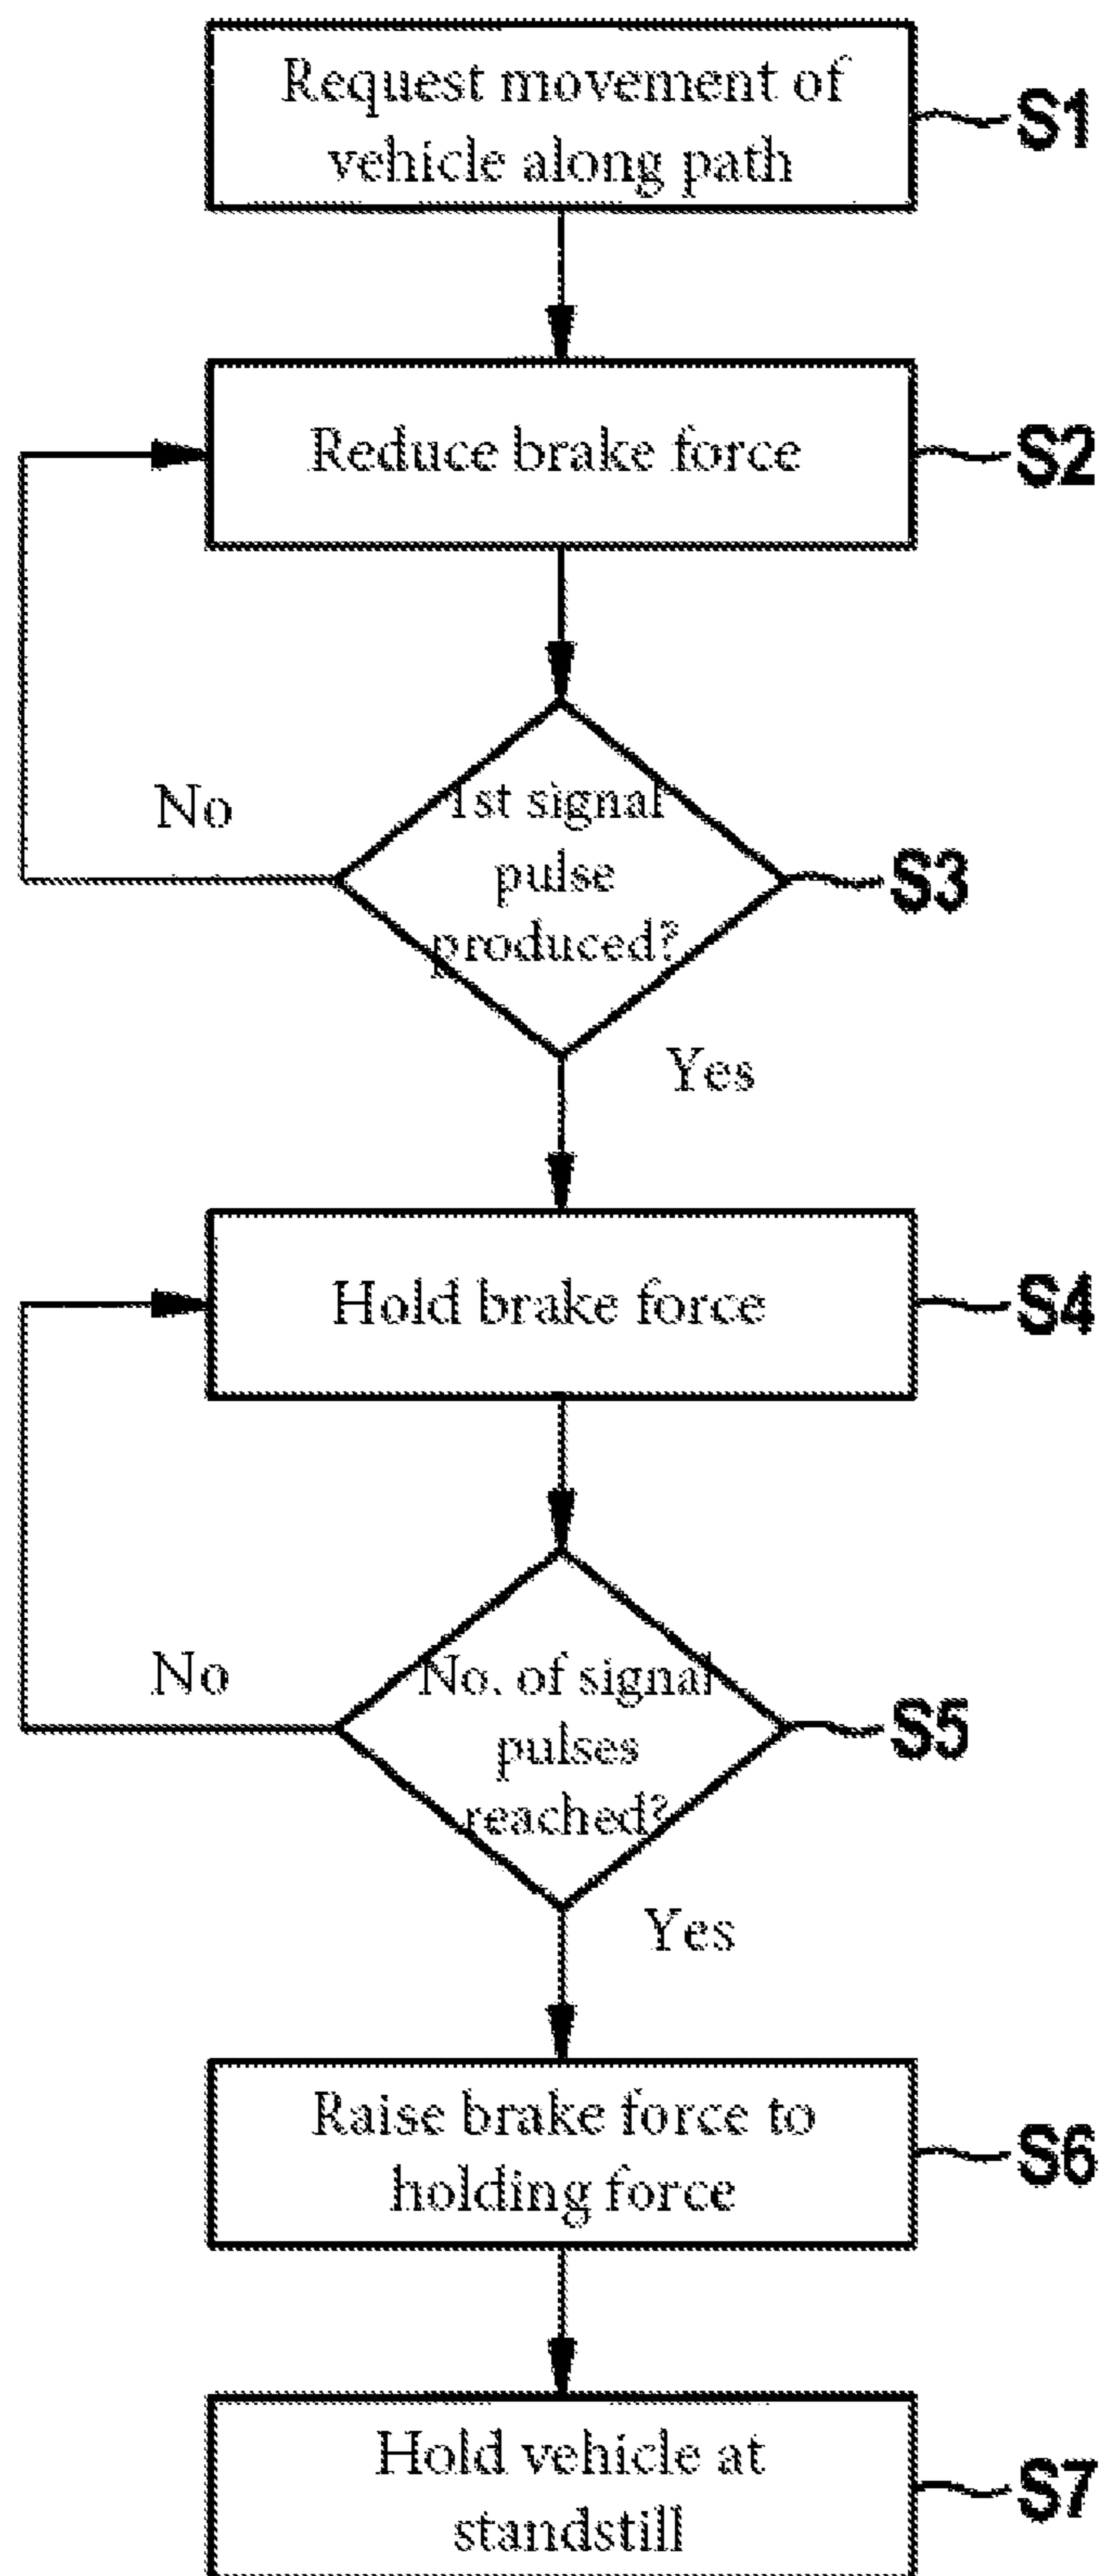 Request movement of
vehicle along path
S1
Reduce brake force
S2
No
1st signal
pulse
produced?
S3
Yes
Hold brake force
S4
No
No. of signal
pulses
reached?
S5
Yes
Raise brake force to
holding force
S6
Hold vehicle at
standstill
S7